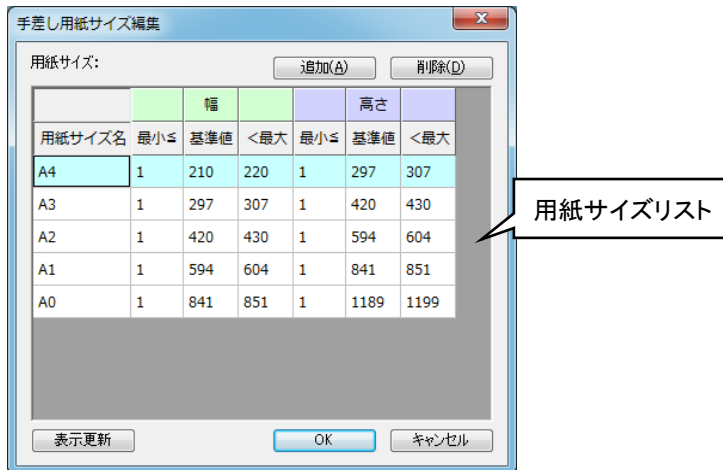 手差し用紙サイズ編集
用紙サイズ:
追加(A)
削除(D)
幅
高さ
用紙サイズ名 最小≦ 基準値 <最大 最小≦ 基準値 <最大
A4 1 210 220 1 297 307
A3 1 297 307 1 420 430
A2 1 420 430 1 594 604
A1 1 594 604 1 841 851
A0 1 841 851 1 1189 1199
用紙サイズリスト
表示更新
OK
キャンセル